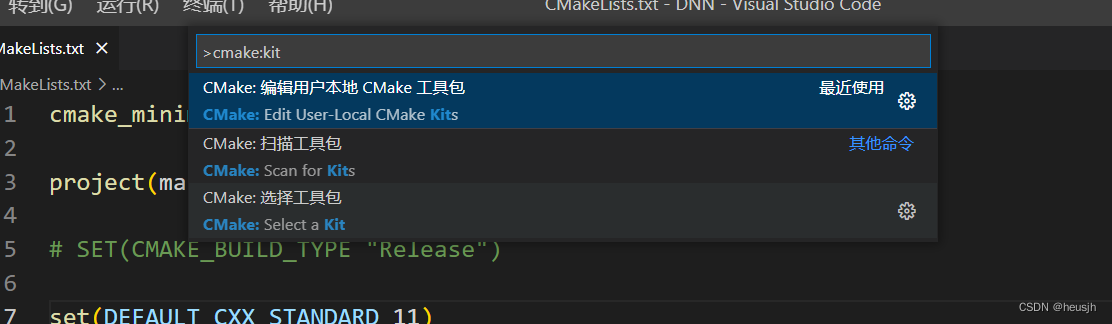 转到(G) 运行(R) 终端(T) 帮助(H) CMakeLists.txt - DNN - Visual Studio Code
MakeLists.txt
>cmake:kit
MakeLists.txt > ...
CMake: 编辑用户本地 CMake 工具包 最近使用
CMake: Edit User-Local CMake Kits
CMake: 扫描工具包 其他命令
CMake: Scan for Kits
CMake: 选择工具包
CMake: Select a Kit
1 cmake_mini
2
3 project(ma
4
5 # SET(CMAKE_BUILD_TYPE "Release")
6
7 set(DEFAULT_CXX_STANDARD 11)
CSDN @heusjh